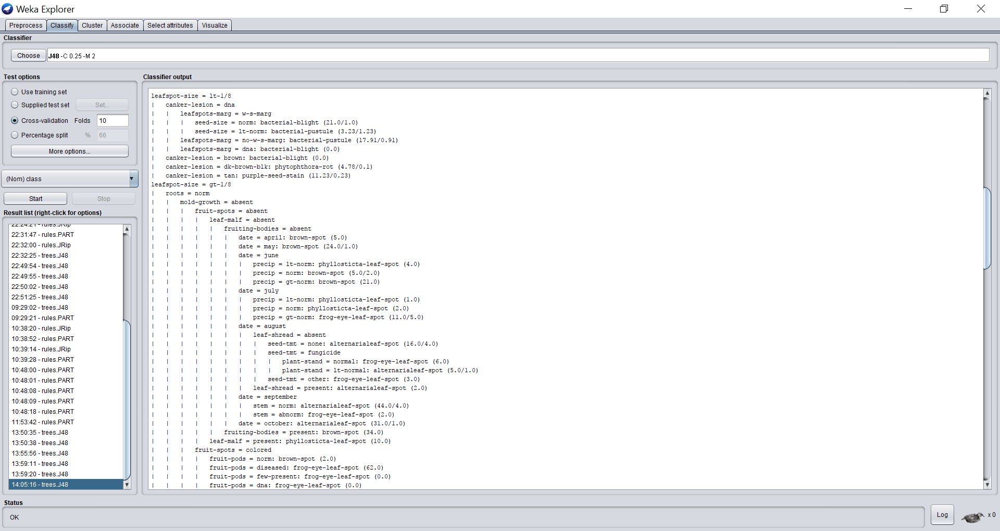 Weka Explorer
Preprocess Classify Cluster Associate Select attributes Visualize
Classifier
Choose J48 -C 0.25 -M 2
Test options
Use training set
Supplied test set Set...
Cross-validation Folds 10
Percentage split % 66
More options...
(Nom) class
Start Stop
Result list (right-click for options)
22:24:21 - rules.JRip
22:31:47 - rules.PART
22:32:00 - rules.JRip
22:32:25 - trees.J48
22:49:54 - trees.J48
22:49:55 - trees.J48
22:50:02 - trees.J48
22:51:25 - trees.J48
09:29:02 - trees.J48
09:29:21 - rules.PART
10:38:20 - rules.JRip
10:38:52 - rules.PART
10:39:14 - rules.JRip
10:39:28 - rules.PART
10:48:00 - rules.PART
10:48:01 - rules.PART
10:48:08 - rules.PART
10:48:09 - rules.PART
10:48:18 - rules.PART
11:53:42 - rules.PART
13:50:35 - trees.J48
13:50:38 - trees.J48
13:55:56 - trees.J48
13:59:11 - trees.J48
13:59:20 - trees.J48
14:05:16 - trees.J48
Classifier output
leafspot-size = lt-1/8
|   canker-lesion = dna
|   |   leafspots-marg = w-s-marg
|   |   |   seed-size = norm: bacterial-blight (21.0/1.0)
|   |   |   seed-size = lt-norm: bacterial-pustule (3.23/1.23)
|   |   leafspots-marg = no-w-s-marg: bacterial-pustule (17.91/0.91)
|   |   leafspots-marg = dna: bacterial-blight (0.0)
|   canker-lesion = brown: bacterial-blight (0.0)
|   canker-lesion = dk-brown-blk: phytophthora-rot (4.78/0.1)
|   canker-lesion = tan: purple-seed-stain (11.23/0.23)
leafspot-size = gt-1/8
|   roots = norm
|   |   mold-growth = absent
|   |   |   fruit-spots = absent
|   |   |   |   leaf-malf = absent
|   |   |   |   |   fruiting-bodies = absent
|   |   |   |   |   |   date = april: brown-spot (5.0)
|   |   |   |   |   |   date = may: brown-spot (24.0/1.0)
|   |   |   |   |   |   date = june
|   |   |   |   |   |   |   precip = lt-norm: phyllosticta-leaf-spot (4.0)
|   |   |   |   |   |   |   precip = norm: brown-spot (5.0/2.0)
|   |   |   |   |   |   |   precip = gt-norm: brown-spot (21.0)
|   |   |   |   |   |   date = july
|   |   |   |   |   |   |   precip = lt-norm: phyllosticta-leaf-spot (1.0)
|   |   |   |   |   |   |   precip = norm: phyllosticta-leaf-spot (2.0)
|   |   |   |   |   |   |   precip = gt-norm: frog-eye-leaf-spot (11.0/5.0)
|   |   |   |   |   |   date = august
|   |   |   |   |   |   |   leaf-shread = absent
|   |   |   |   |   |   |   |   seed-tmt = none: alternarialeaf-spot (16.0/4.0)
|   |   |   |   |   |   |   |   seed-tmt = fungicide
|   |   |   |   |   |   |   |   |   plant-stand = normal: frog-eye-leaf-spot (6.0)
|   |   |   |   |   |   |   |   |   plant-stand = lt-normal: alternarialeaf-spot (5.0/1.0)
|   |   |   |   |   |   |   |   seed-tmt = other: frog-eye-leaf-spot (3.0)
|   |   |   |   |   |   |   leaf-shread = present: alternarialeaf-spot (2.0)
|   |   |   |   |   |   date = september
|   |   |   |   |   |   |   stem = norm: alternarialeaf-spot (44.0/4.0)
|   |   |   |   |   |   |   stem = abnorm: frog-eye-leaf-spot (2.0)
|   |   |   |   |   |   date = october: alternarialeaf-spot (31.0/1.0)
|   |   |   |   |   fruiting-bodies = present: brown-spot (34.0)
|   |   |   |   leaf-malf = present: phyllosticta-leaf-spot (10.0)
|   |   |   fruit-spots = colored
|   |   |   |   fruit-pods = norm: brown-spot (2.0)
|   |   |   |   fruit-pods = diseased: frog-eye-leaf-spot (62.0)
|   |   |   |   fruit-pods = few-present: frog-eye-leaf-spot (0.0)
|   |   |   |   fruit-pods = dna: frog-eye-leaf-spot (0.0)
Status
OK
Log x 0